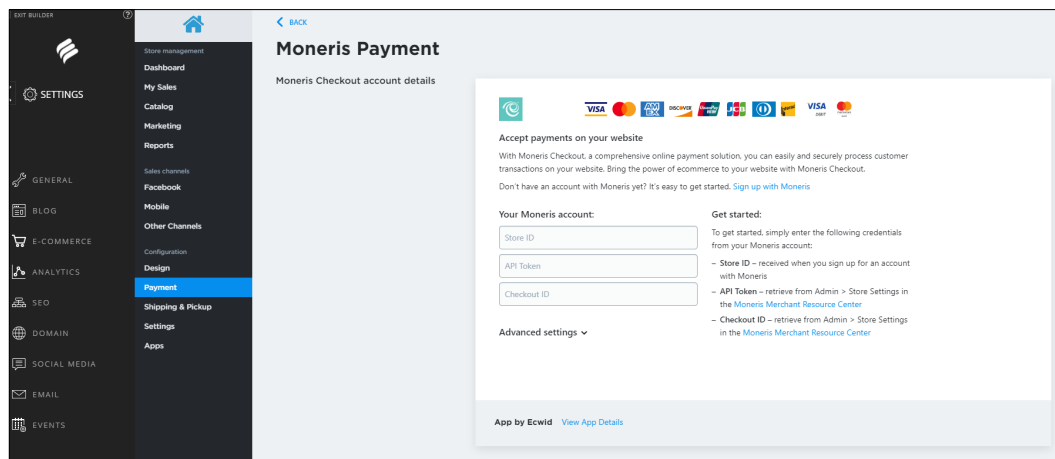 EXIT BUILDER
?
SETTINGS
GENERAL
BLOG
E-COMMERCE
ANALYTICS
SEO
DOMAIN
SOCIAL MEDIA
EMAIL
EVENTS
Store management
Dashboard
My Sales
Catalog
Marketing
Reports
Sales channels
Facebook
Mobile
Other Channels
Configuration
Design
Payment
Shipping & Pickup
Settings
Apps
BACK
Moneris Payment
Moneris Checkout account details
VISA
AM EX
DISCOVER
JCB
VISA
DEBIT
Accept payments on your website
With Moneris Checkout, a comprehensive online payment solution, you can easily and securely process customer
transactions on your website. Bring the power of ecommerce to your website with Moneris Checkout.
Don't have an account with Moneris yet? It's easy to get started. Sign up with Moneris
Your Moneris account:
Store ID
API Token
Checkout ID
Advanced settings
Get started:
To get started, simply enter the following credentials
from your Moneris account:
– Store ID – received when you sign up for an account
with Moneris
– API Token – retrieve from Admin > Store Settings in
the Moneris Merchant Resource Center
– Checkout ID – retrieve from Admin > Store Settings
in the Moneris Merchant Resource Center
App by Ecwid View App Details